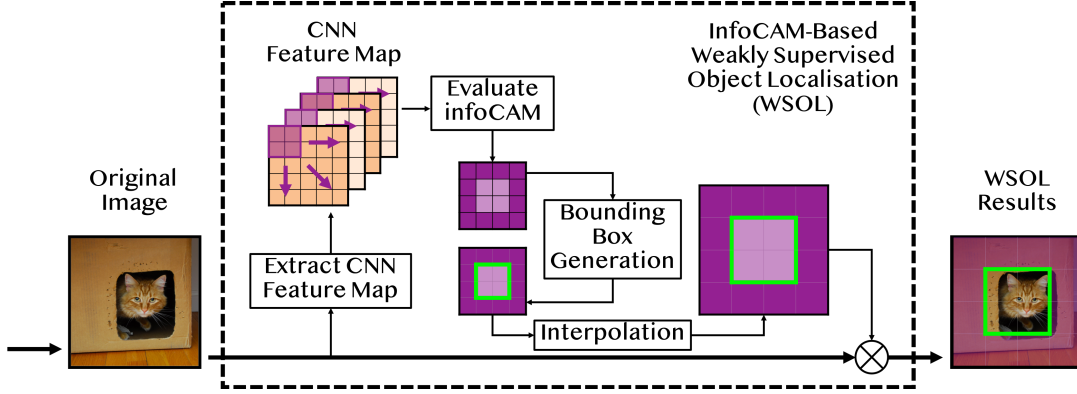 CNN
Feature Map
InfoCAM-Based
Weakly Supervised
Object Localisation
(WSOL)
Evaluate
infoCAM
Original
Image
WSOL
Results
Bounding
Box
Generation
Extract CNN
Feature Map
Interpolation